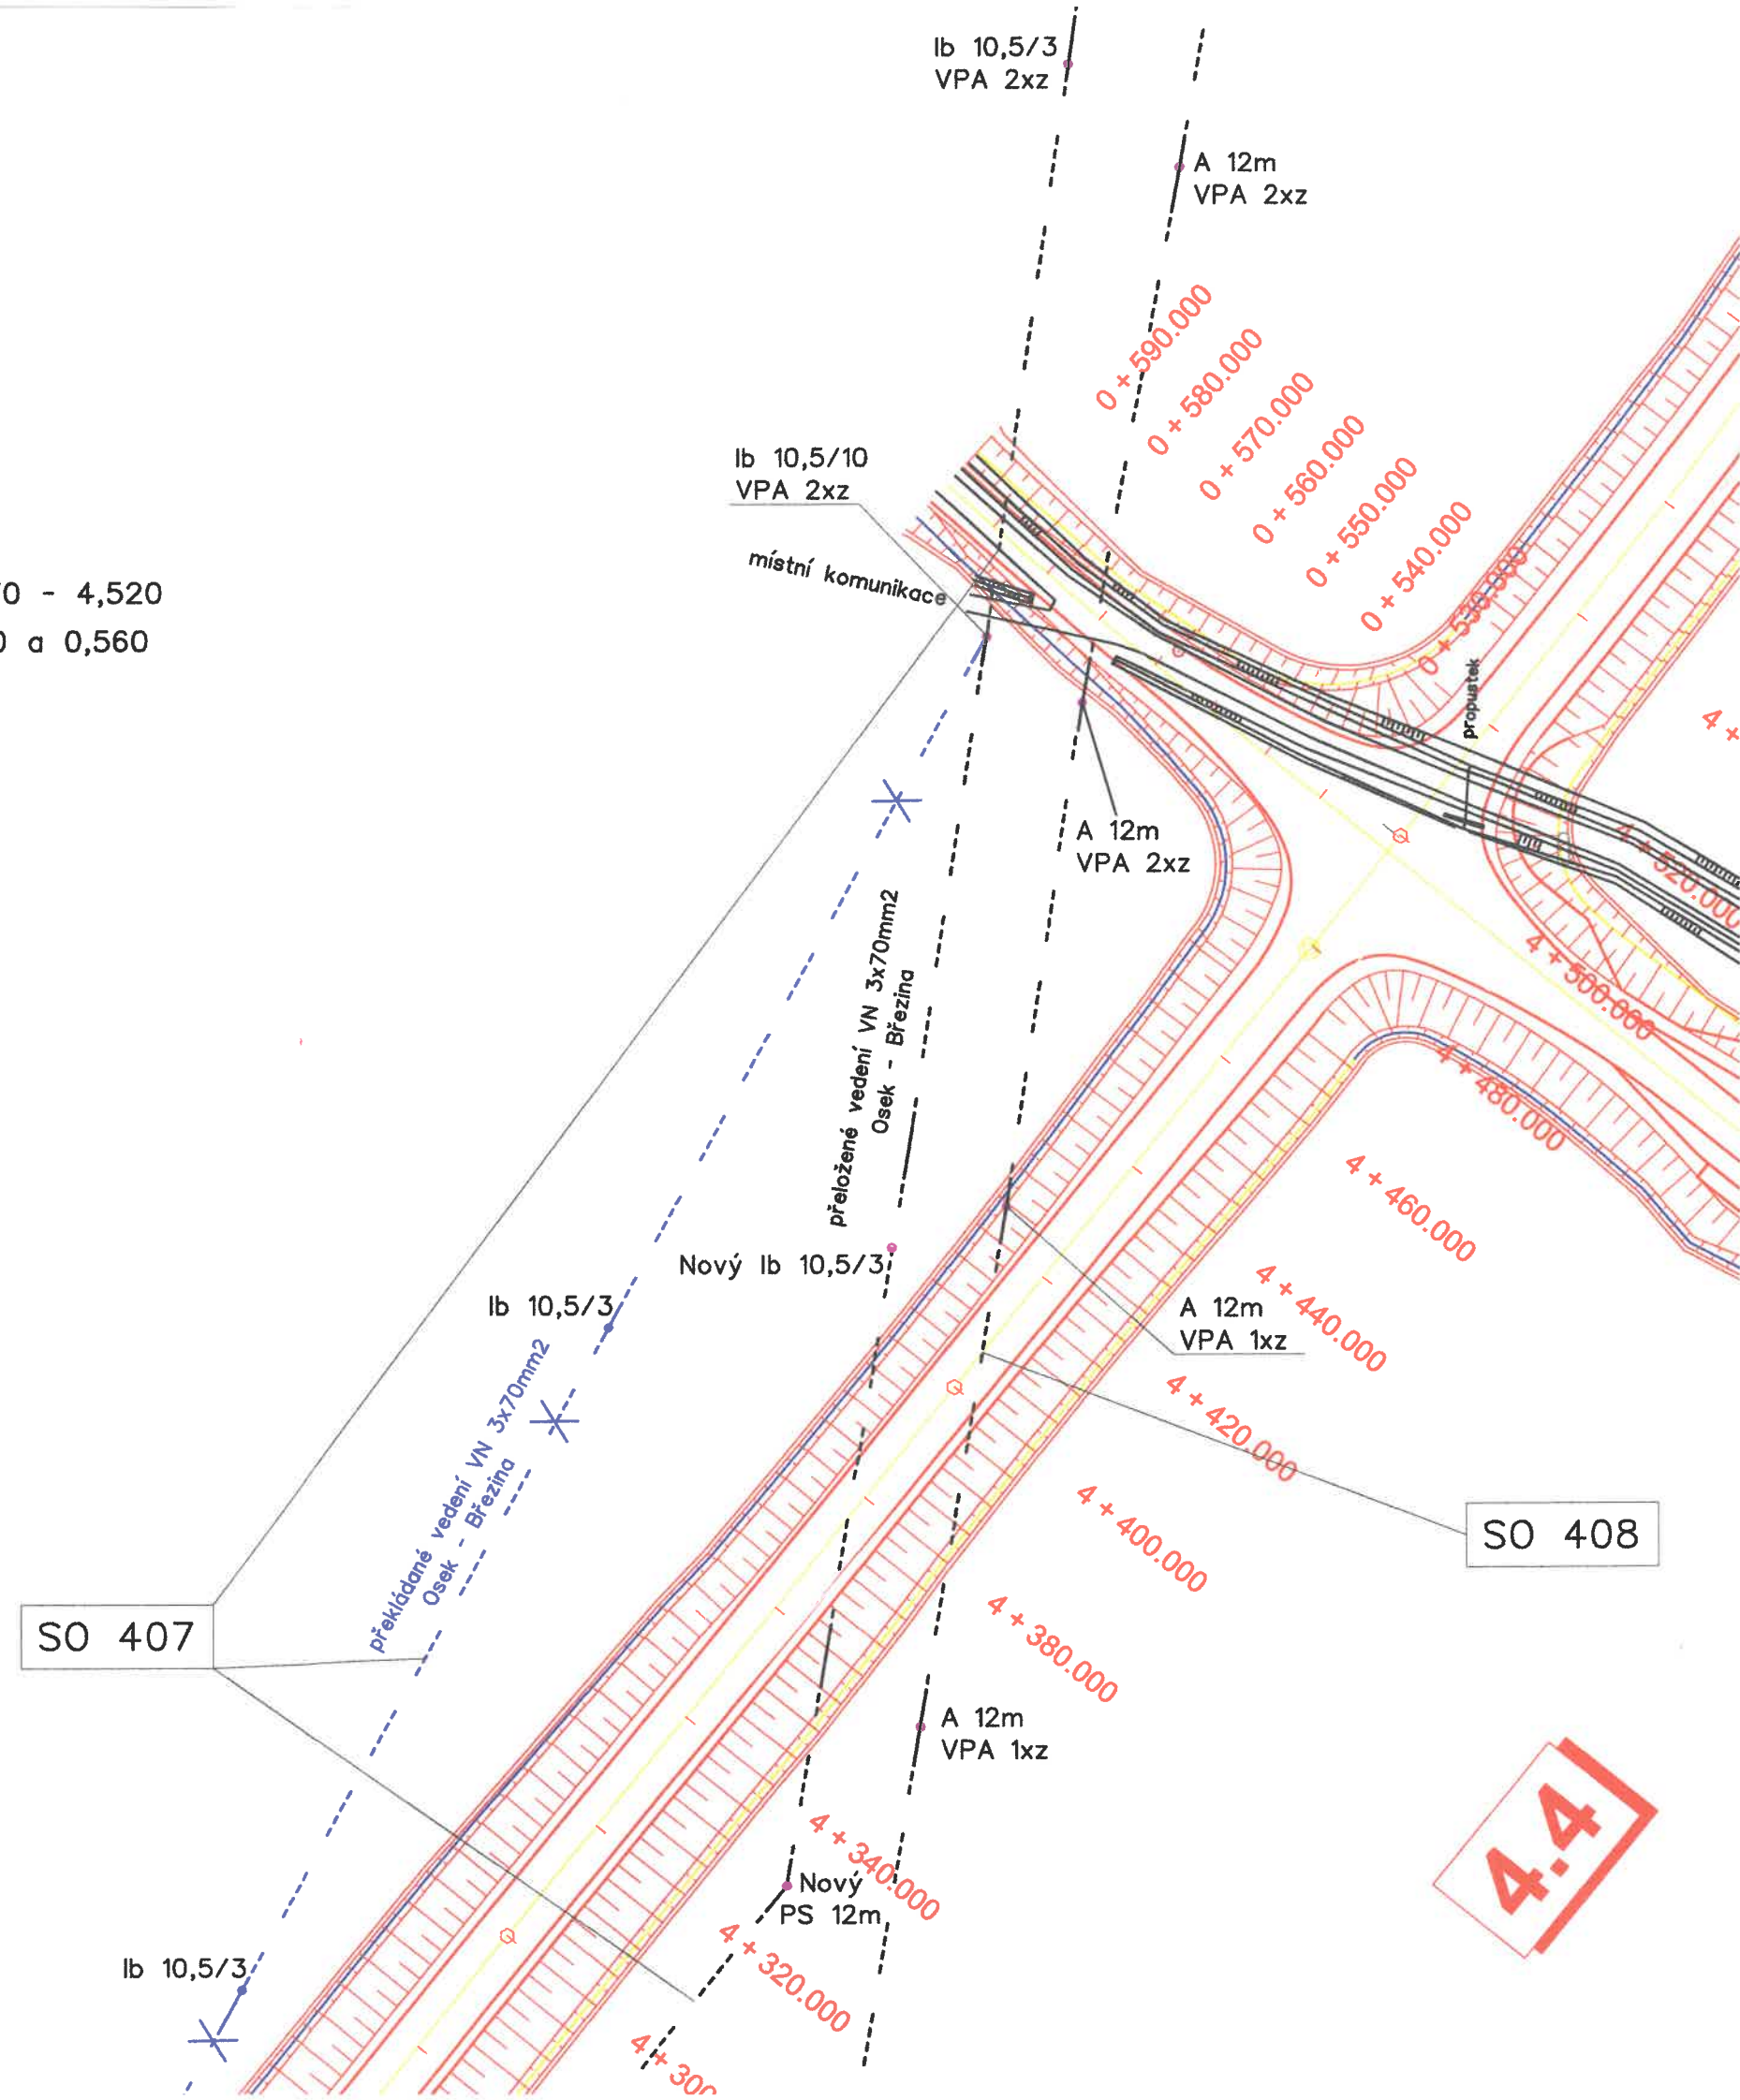 Ib 10,5/3
VPA 2xz
A 12m
VPA 2xz
0 + 590.000
0 + 580.000
0 + 570.000
0 + 560.000
0 + 550.000
0 + 540.000
0 + 530.000
Ib 10,5/10
VPA 2xz
místní komunikace
0 - 4,520
a 0,560
propustek
4 +
A 12m
VPA 2xz
4 + 520.000
4 + 500.000
4 + 480.000
4 + 460.000
4 + 440.000
4 + 420.000
4 + 400.000
4 + 380.000
4 + 340.000
4 + 320.000
4 + 300
přeložené vedení VN 3x70mm2
Osek - Březina
Nový Ib 10,5/3
Ib 10,5/3
A 12m
VPA 1xz
překládané vedení VN 3x70mm2
Osek - Březina
SO 408
SO 407
A 12m
VPA 1xz
4.4
Nový
PS 12m
Ib 10,5/3